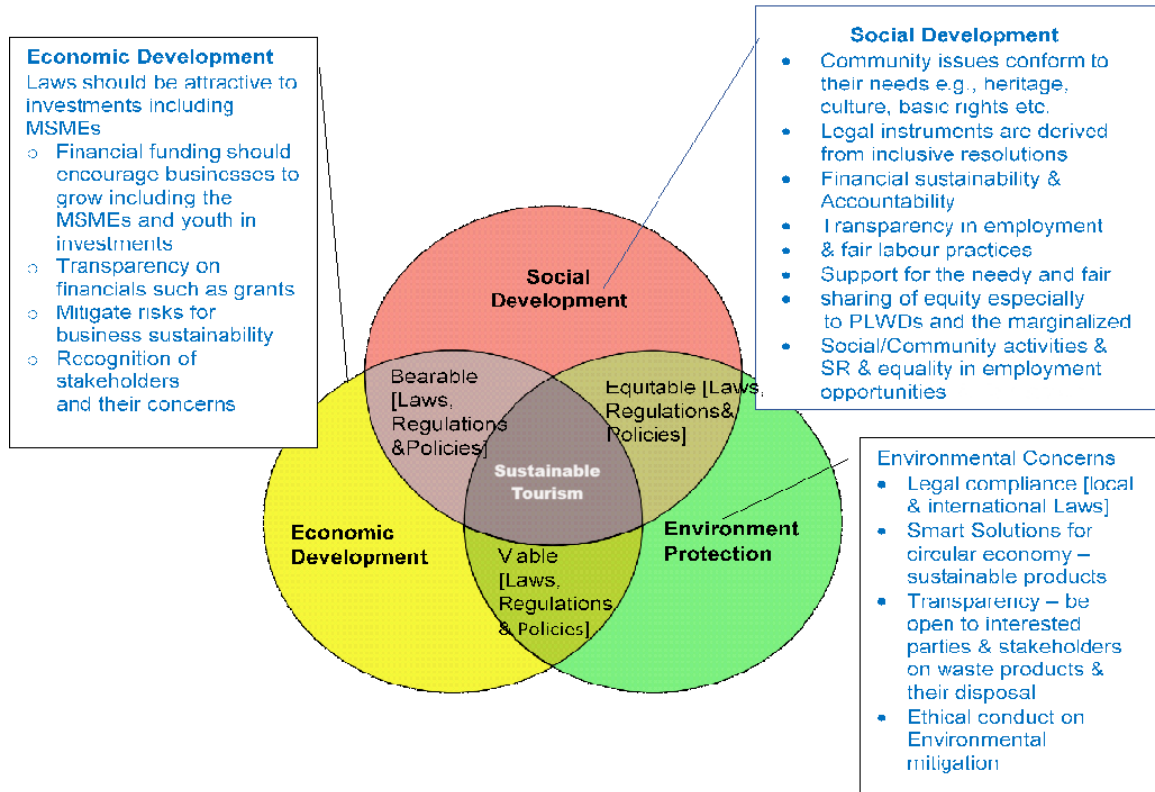 Economic Development
Laws should be attractive to
investments including
MSMEs
o Financial funding should
encourage businesses to
grow including the
MSMEs and youth in
investments
o Transparency on
financials such as grants
o Mitigate risks for
business sustainability
o Recognition of
stakeholders
and their concerns
Social Development
• Community issues conform to
their needs e.g., heritage,
culture, basic rights etc.
• Legal instruments are derived
from inclusive resolutions
• Financial sustainability &
Accountability
• Transparency in employment
• & fair labour practices
• Support for the needy and fair
• sharing of equity especially
to PLWDs and the marginalized
• Social/Community activities &
SR & equality in employment
opportunities
Social
Development
Bearable
[Laws,
Regulations
&Policies]
Equitable [Laws,
Regulations&
Policies]
Sustainable
Tourism
Economic
Development
Environment
Protection
Viable
[Laws,
Regulations
& Policies]
Environmental Concerns
• Legal compliance [local
& international Laws]
• Smart Solutions for
circular economy –
sustainable products
• Transparency – be
open to interested
parties & stakeholders
on waste products &
their disposal
• Ethical conduct on
Environmental
mitigation